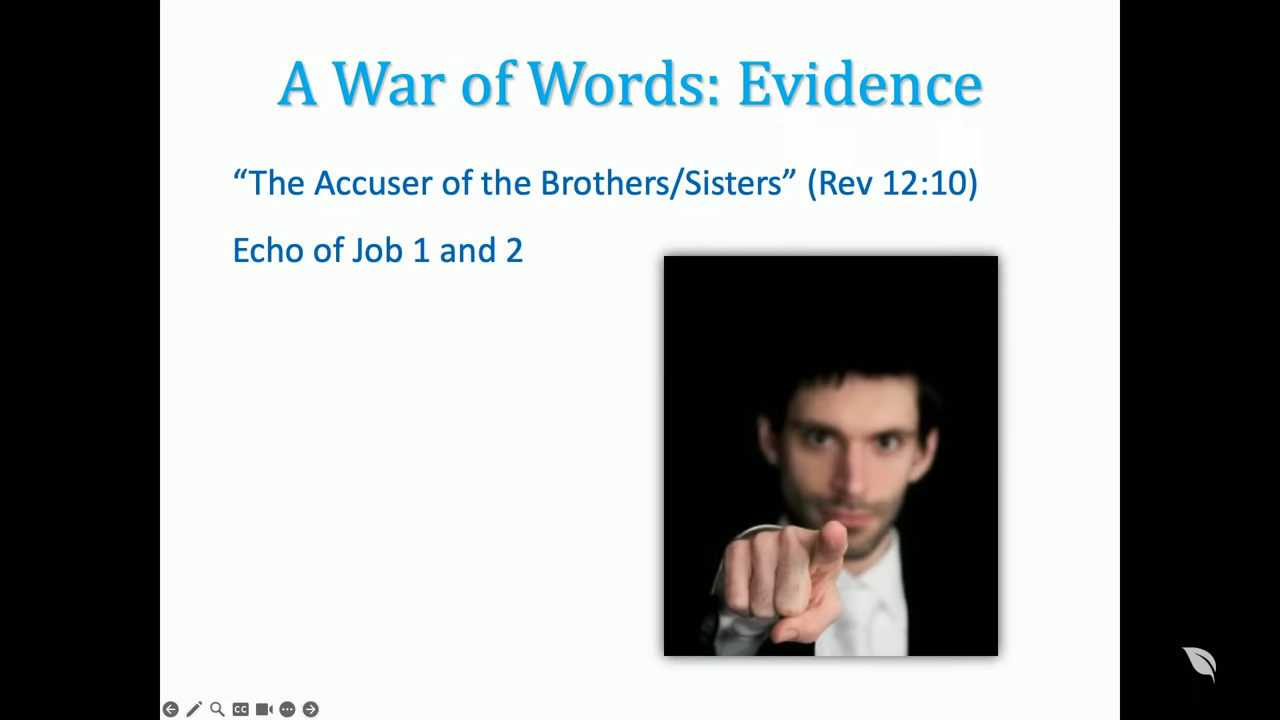 A War of Words: Evidence
“The Accuser of the Brothers/Sisters” (Rev 12:10)
Echo of Job 1 and 2
CC